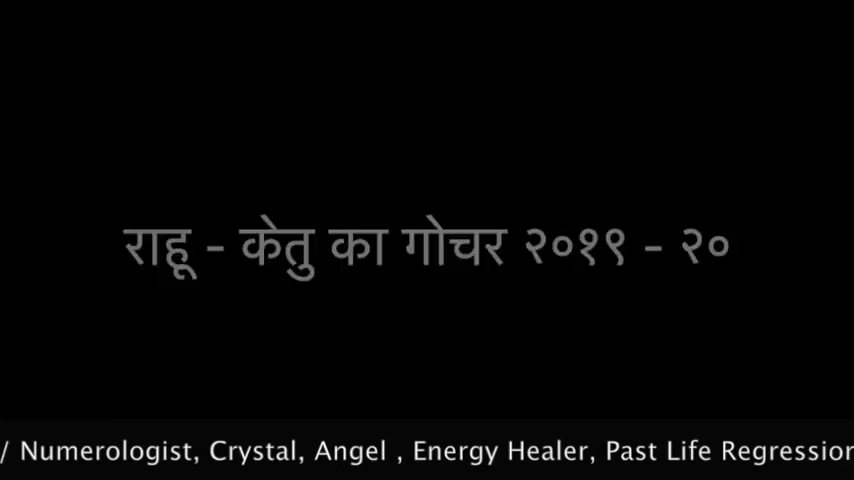 राहू - केतु का गोचर २०१९ - २०
/ Numerologist, Crystal, Angel , Energy Healer, Past Life Regression